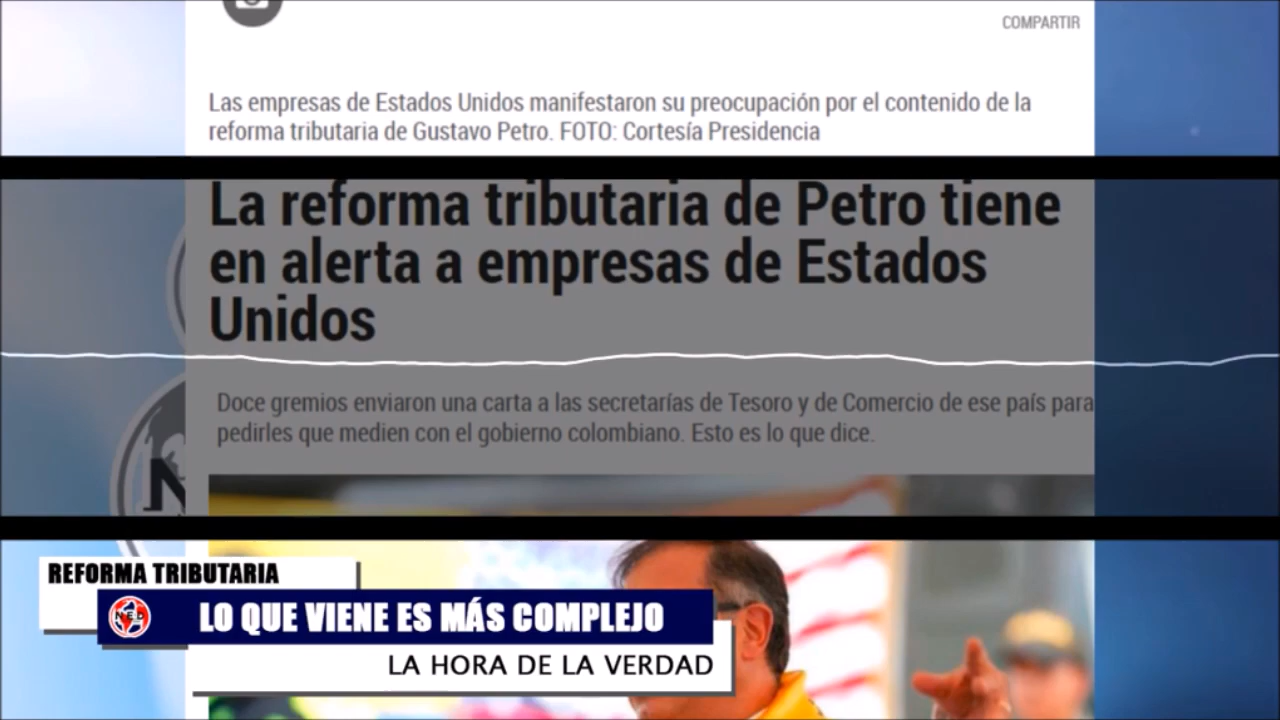 COMPARTIR
Las empresas de Estados Unidos manifestaron su preocupación por el contenido de la
reforma tributaria de Gustavo Petro. FOTO: Cortesía Presidencia
La reforma tributaria de Petro tiene
en alerta a empresas de Estados
Unidos
Doce gremios enviaron una carta a las secretarías de Tesoro y de Comercio de ese país para
pedirles que medien con el gobierno colombiano. Esto es lo que dice.
N
REFORMA TRIBUTARIA
LO QUE VIENE ES MÁS COMPLEJO
LA HORA DE LA VERDAD